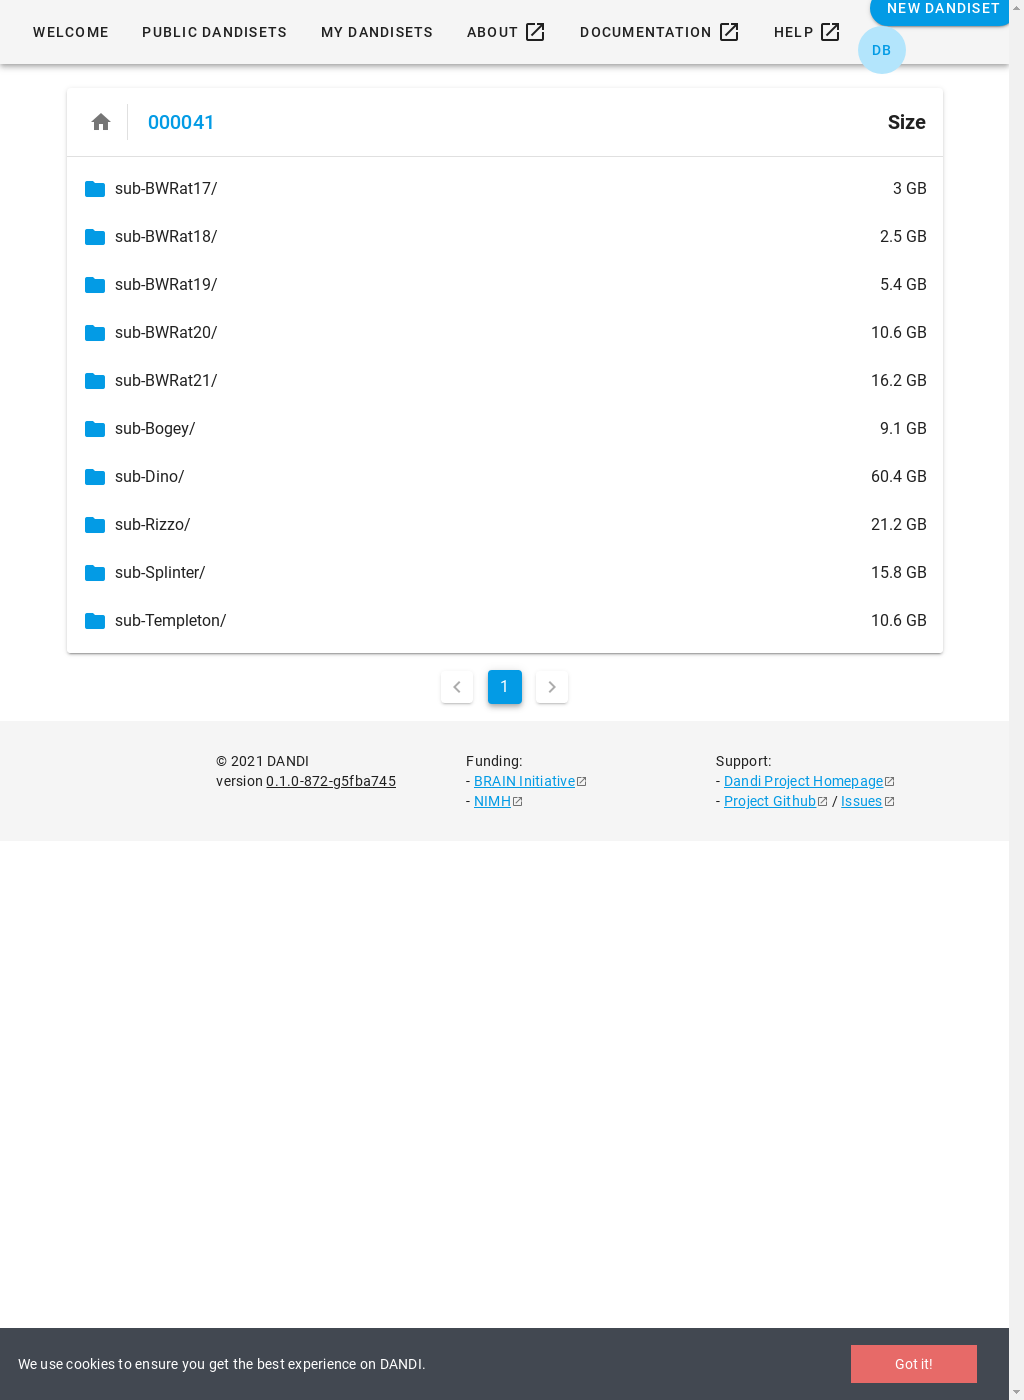 NEW DANDISET
WELCOME PUBLIC DANDISETS MY DANDISETS ABOUT DOCUMENTATION HELP
DB
000041 Size
sub-BWRat17/ 3 GB
sub-BWRat18/ 2.5 GB
sub-BWRat19/ 5.4 GB
sub-BWRat20/ 10.6 GB
sub-BWRat21/ 16.2 GB
sub-Bogey/ 9.1 GB
sub-Dino/ 60.4 GB
sub-Rizzo/ 21.2 GB
sub-Splinter/ 15.8 GB
sub-Templeton/ 10.6 GB
1
© 2021 DANDI
version 0.1.0-872-g5fba745
Funding:
- BRAIN Initiative
- NIMH
Support:
- Dandi Project Homepage
- Project Github / Issues
We use cookies to ensure you get the best experience on DANDI.
Got it!